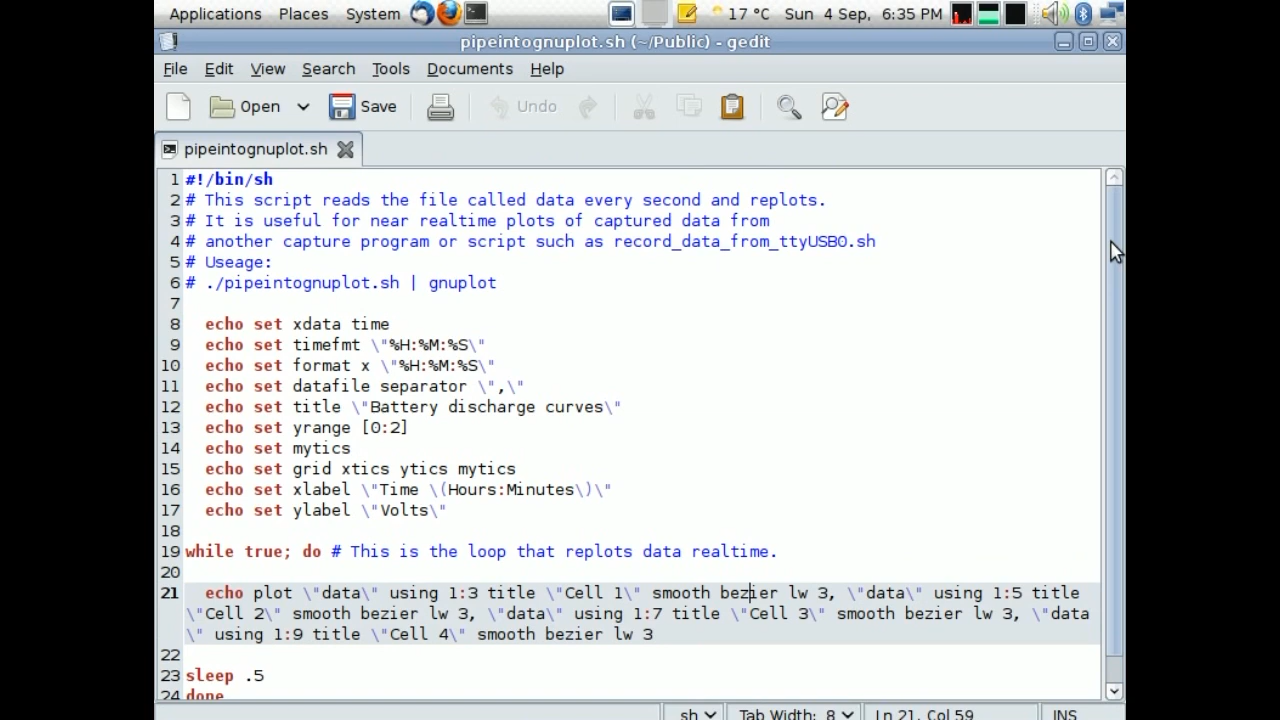 Applications Places System 17 °C Sun 4 Sep, 6:35 PM
pipeintognuplot.sh (~/Public) - gedit
File Edit View Search Tools Documents Help
Open Save Undo
pipeintognuplot.sh
1 #!/bin/sh
2 # This script reads the file called data every second and replots.
3 # It is useful for near realtime plots of captured data from
4 # another capture program or script such as record_data_from_ttyUSB0.sh
5 # Useage:
6 # ./pipeintognuplot.sh | gnuplot
7
8 echo set xdata time
9 echo set timefmt \"%H:%M:%S\"
10 echo set format x \"%H:%M:%S\"
11 echo set datafile separator \",\"
12 echo set title \"Battery discharge curves\"
13 echo set yrange [0:2]
14 echo set mytics
15 echo set grid xtics ytics mytics
16 echo set xlabel \"Time \(Hours:Minutes\)\"
17 echo set ylabel \"Volts\"
18
19 while true; do # This is the loop that replots data realtime.
20
21 echo plot \"data\" using 1:3 title \"Cell 1\" smooth bezier lw 3, \"data\" using 1:5 title
\"Cell 2\" smooth bezier lw 3, \"data\" using 1:7 title \"Cell 3\" smooth bezier lw 3, \"data
\" using 1:9 title \"Cell 4\" smooth bezier lw 3
22
23 sleep .5
24 done
sh Tab Width: 8 Ln 21, Col 59 INS